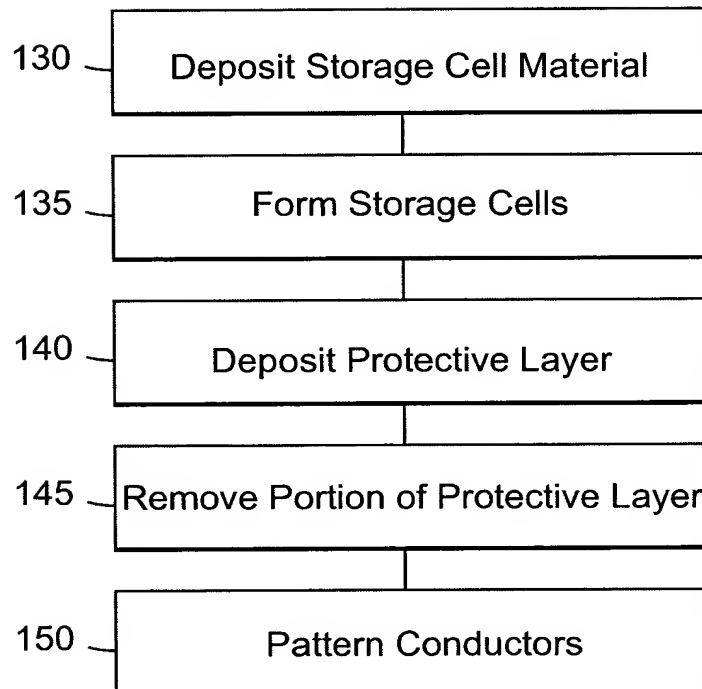 130 Deposit Storage Cell Material
135 Form Storage Cells
140 Deposit Protective Layer
145 Remove Portion of Protective Layer
150 Pattern Conductors